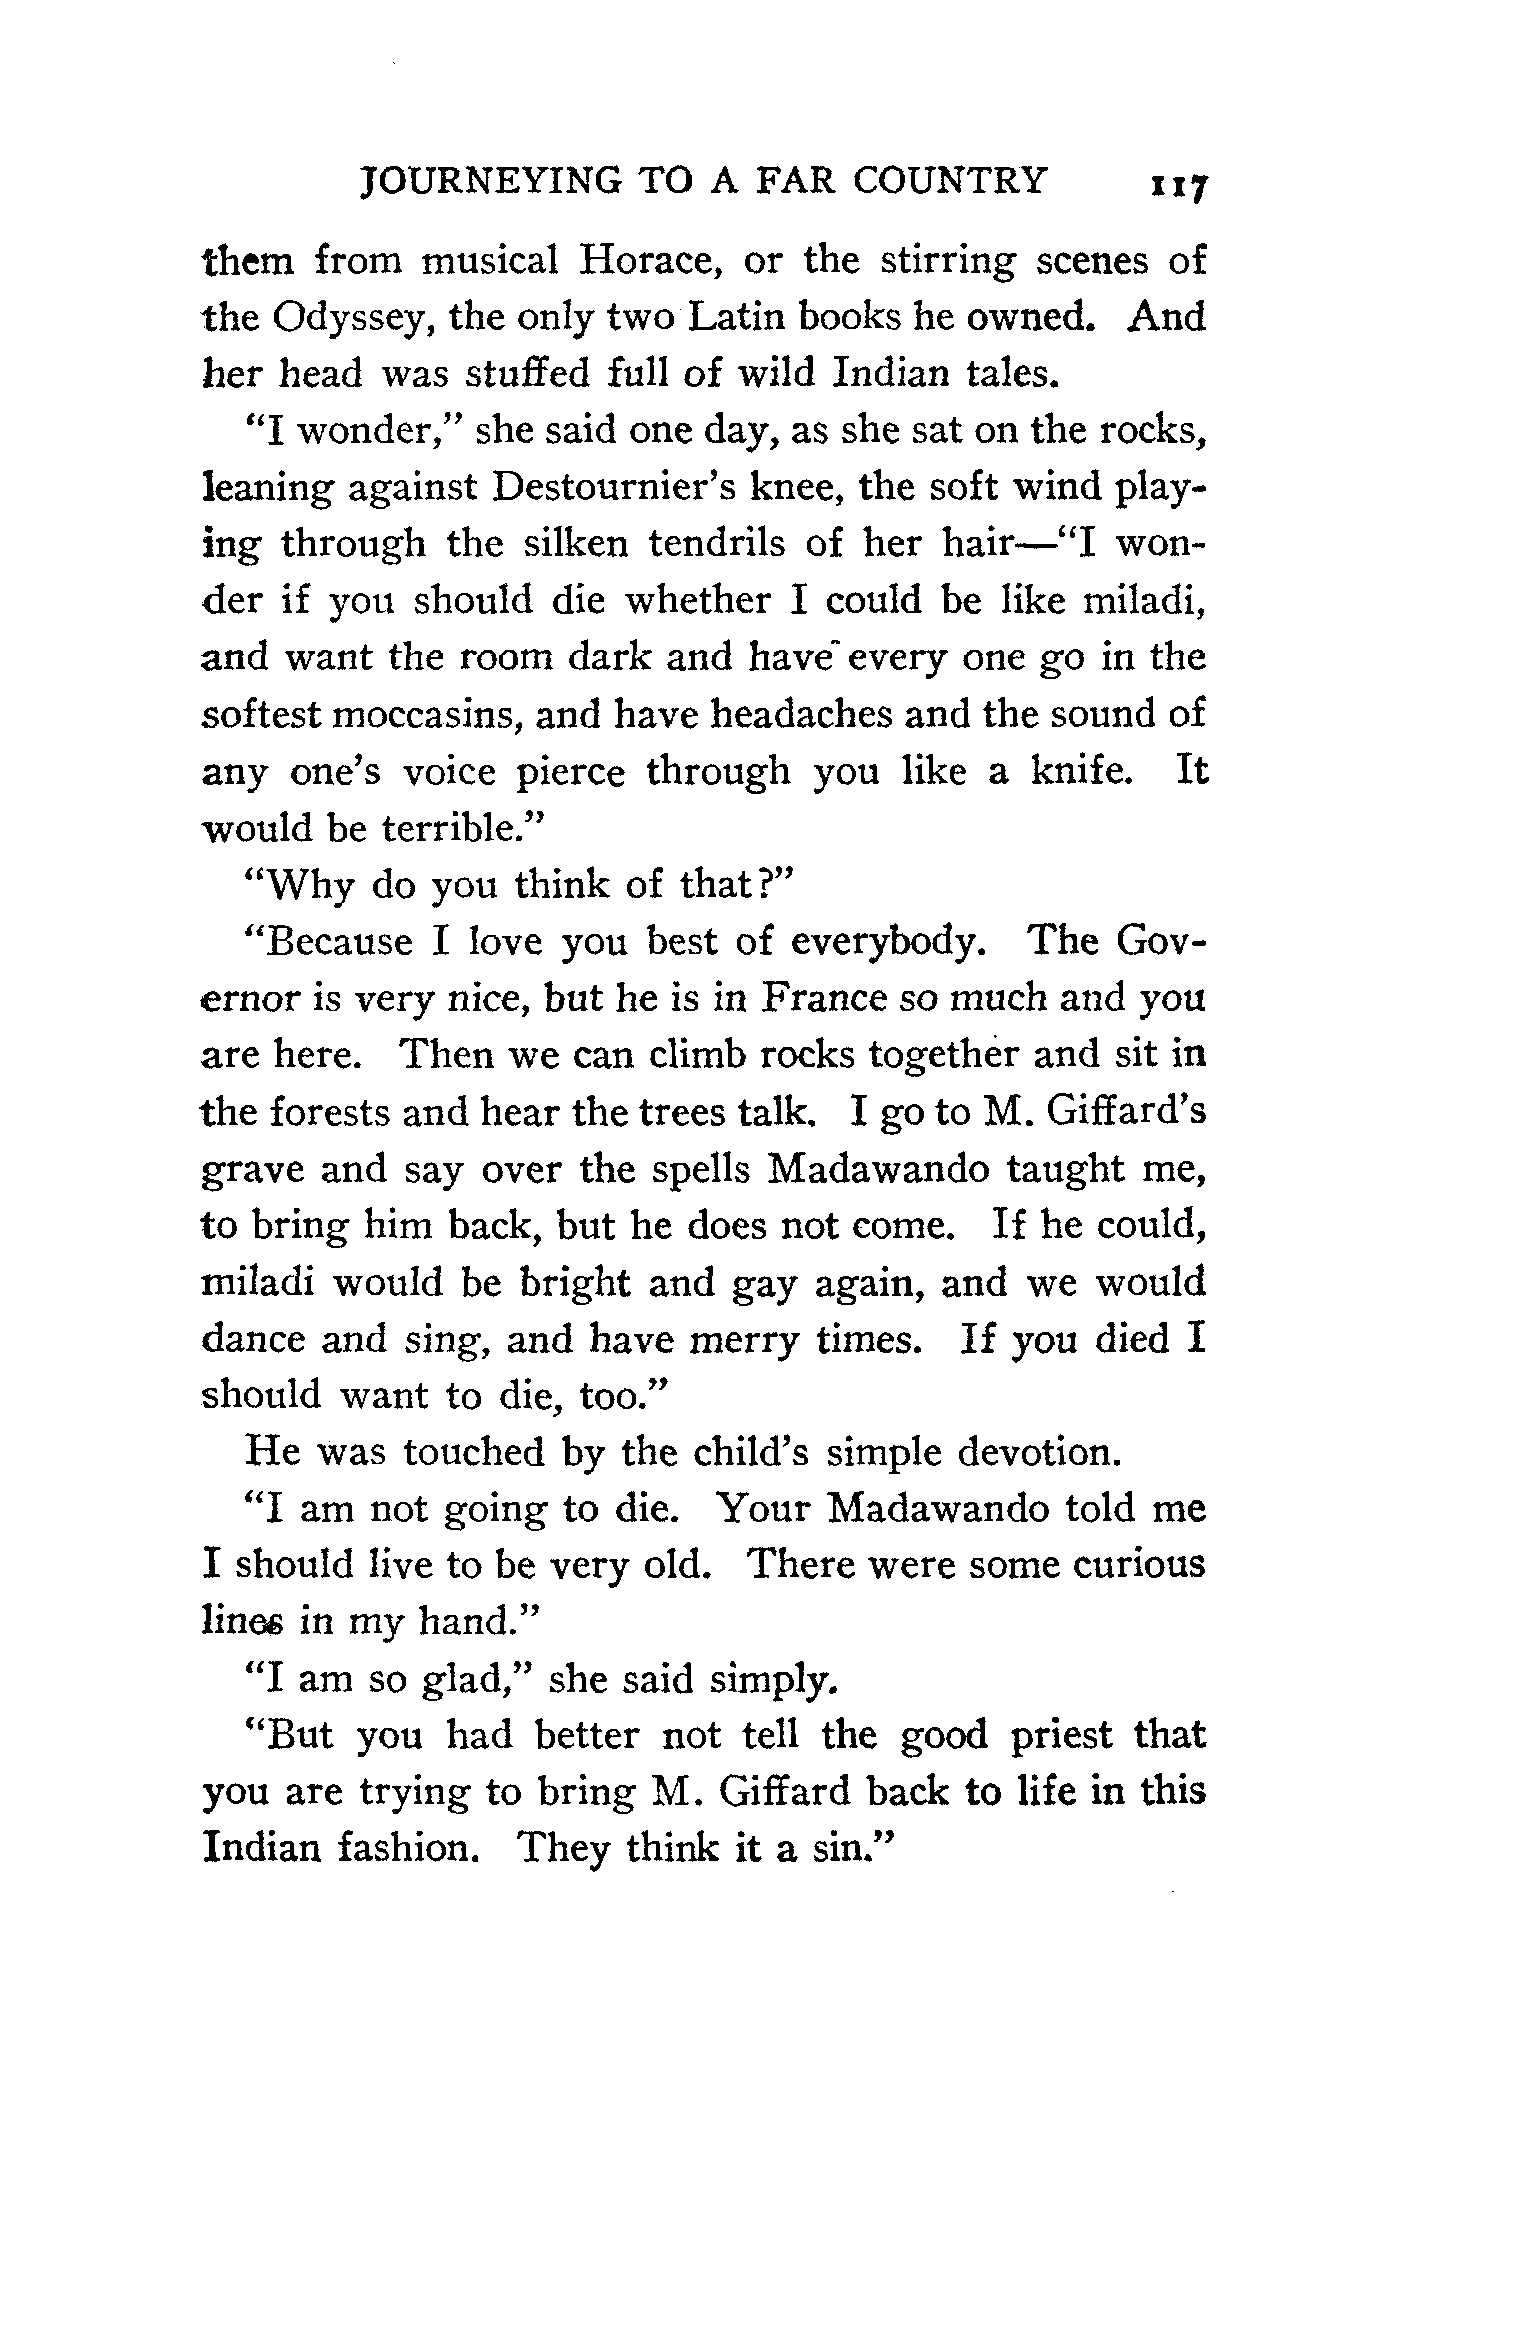 JOURNEYING TO A FAR COUNTRY 117
them from musical Horace, or the stirring scenes of
the Odyssey, the only two Latin books he owned. And
her head was stuffed full of wild Indian tales.
"I wonder," she said one day, as she sat on the rocks,
leaning against Destournier's knee, the soft wind play-
ing through the silken tendrils of her hair—"I won-
der if you should die whether I could be like miladi,
and want the room dark and have every one go in the
softest moccasins, and have headaches and the sound of
any one's voice pierce through you like a knife. It
would be terrible."
"Why do you think of that?"
"Because I love you best of everybody. The Gov-
ernor is very nice, but he is in France so much and you
are here. Then we can climb rocks together and sit in
the forests and hear the trees talk. I go to M. Giffard's
grave and say over the spells Madawando taught me,
to bring him back, but he does not come. If he could,
miladi would be bright and gay again, and we would
dance and sing, and have merry times. If you died I
should want to die, too."
He was touched by the child's simple devotion.
"I am not going to die. Your Madawando told me
I should live to be very old. There were some curious
lines in my hand."
"I am so glad," she said simply.
"But you had better not tell the good priest that
you are trying to bring M. Giffard back to life in this
Indian fashion. They think it a sin."